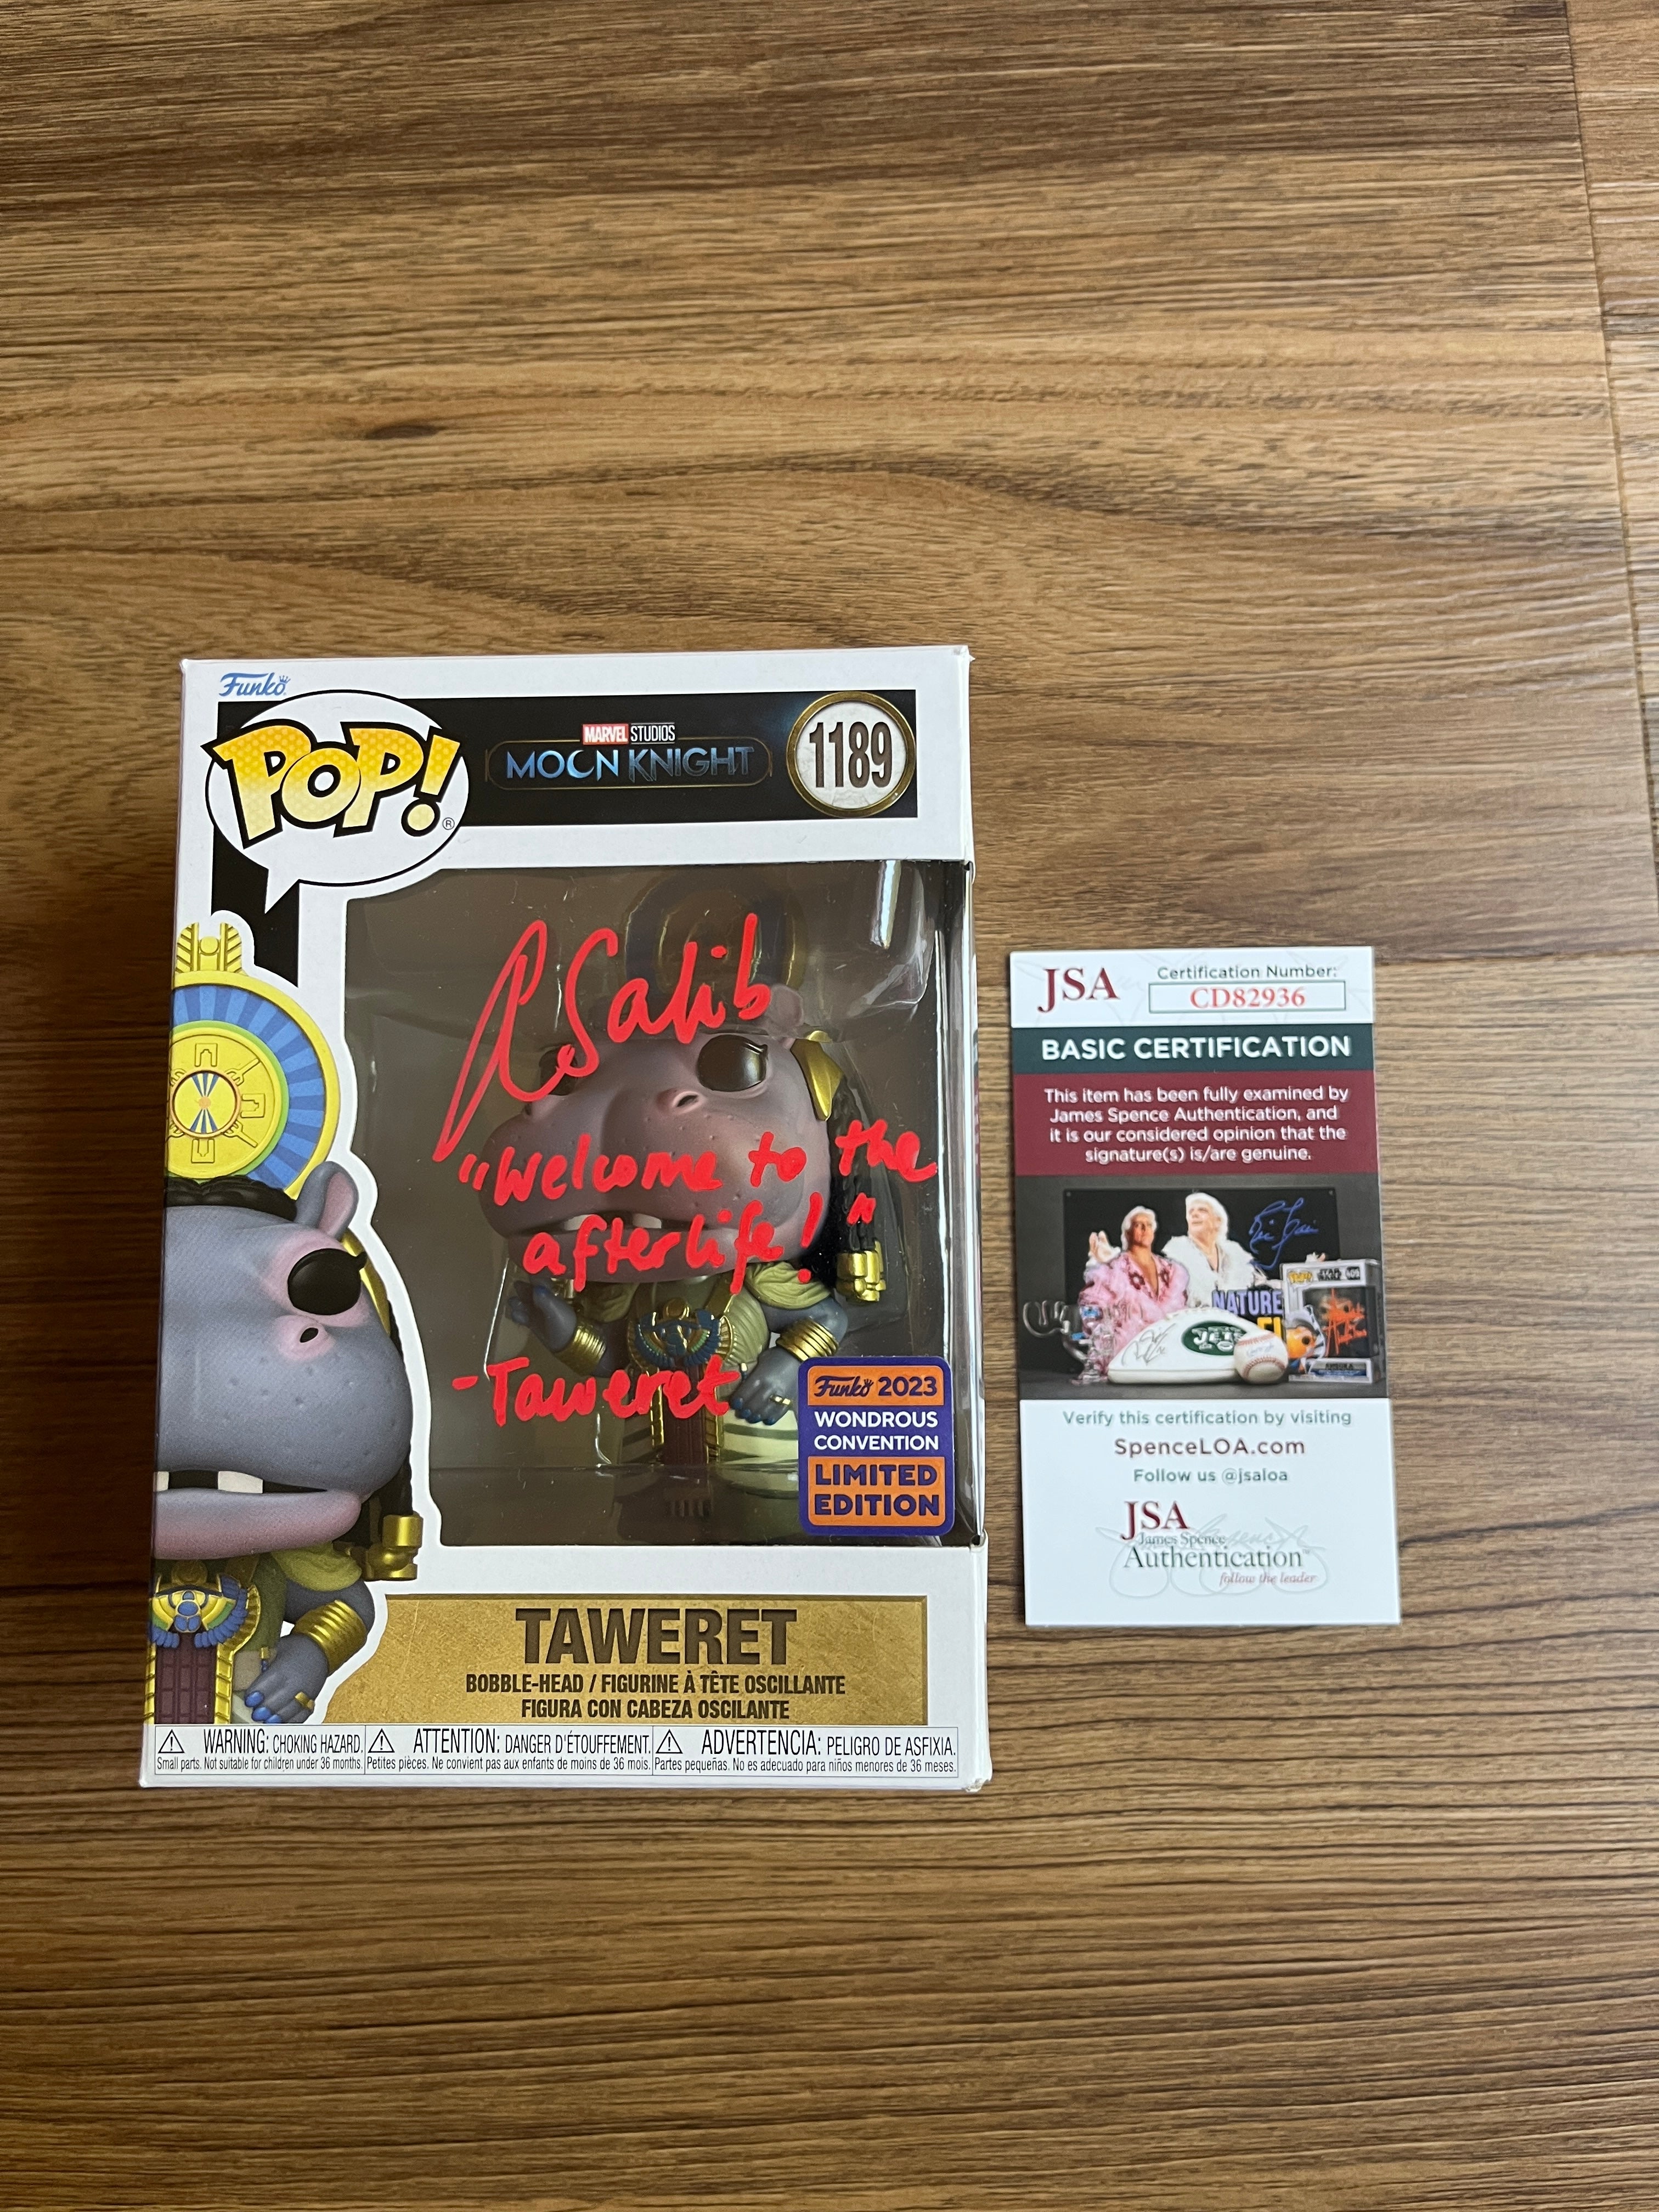 Funko
POP!®
MARVEL STUDIOS
MOON KNIGHT
1189
ASalib
"Welcome to the
afterlife!"
-Taweret
Funko 2023
WONDROUS
CONVENTION
LIMITED
EDITION
TAWERET
BOBBLE-HEAD / FIGURINE À TÊTE OSCILLANTE
FIGURA CON CABEZA OSCILANTE
WARNING: CHOKING HAZARD.
Small parts. Not suitable for children under 36 months.
ATTENTION: DANGER D'ÉTOUFFEMENT.
Petites pièces. Ne convient pas aux enfants de moins de 36 mois.
ADVERTENCIA: PELIGRO DE ASFIXIA.
Partes pequeñas. No es adecuado para niños menores de 36 meses.
JSA
Certification Number:
CD82936
BASIC CERTIFICATION
This item has been fully examined by
James Spence Authentication, and
it is our considered opinion that the
signature(s) is/are genuine.
NATURE
JETS
Verify this certification by visiting
SpenceLOA.com
Follow us @jsaloa
JSA
James Spence
Authentication™
follow the leader